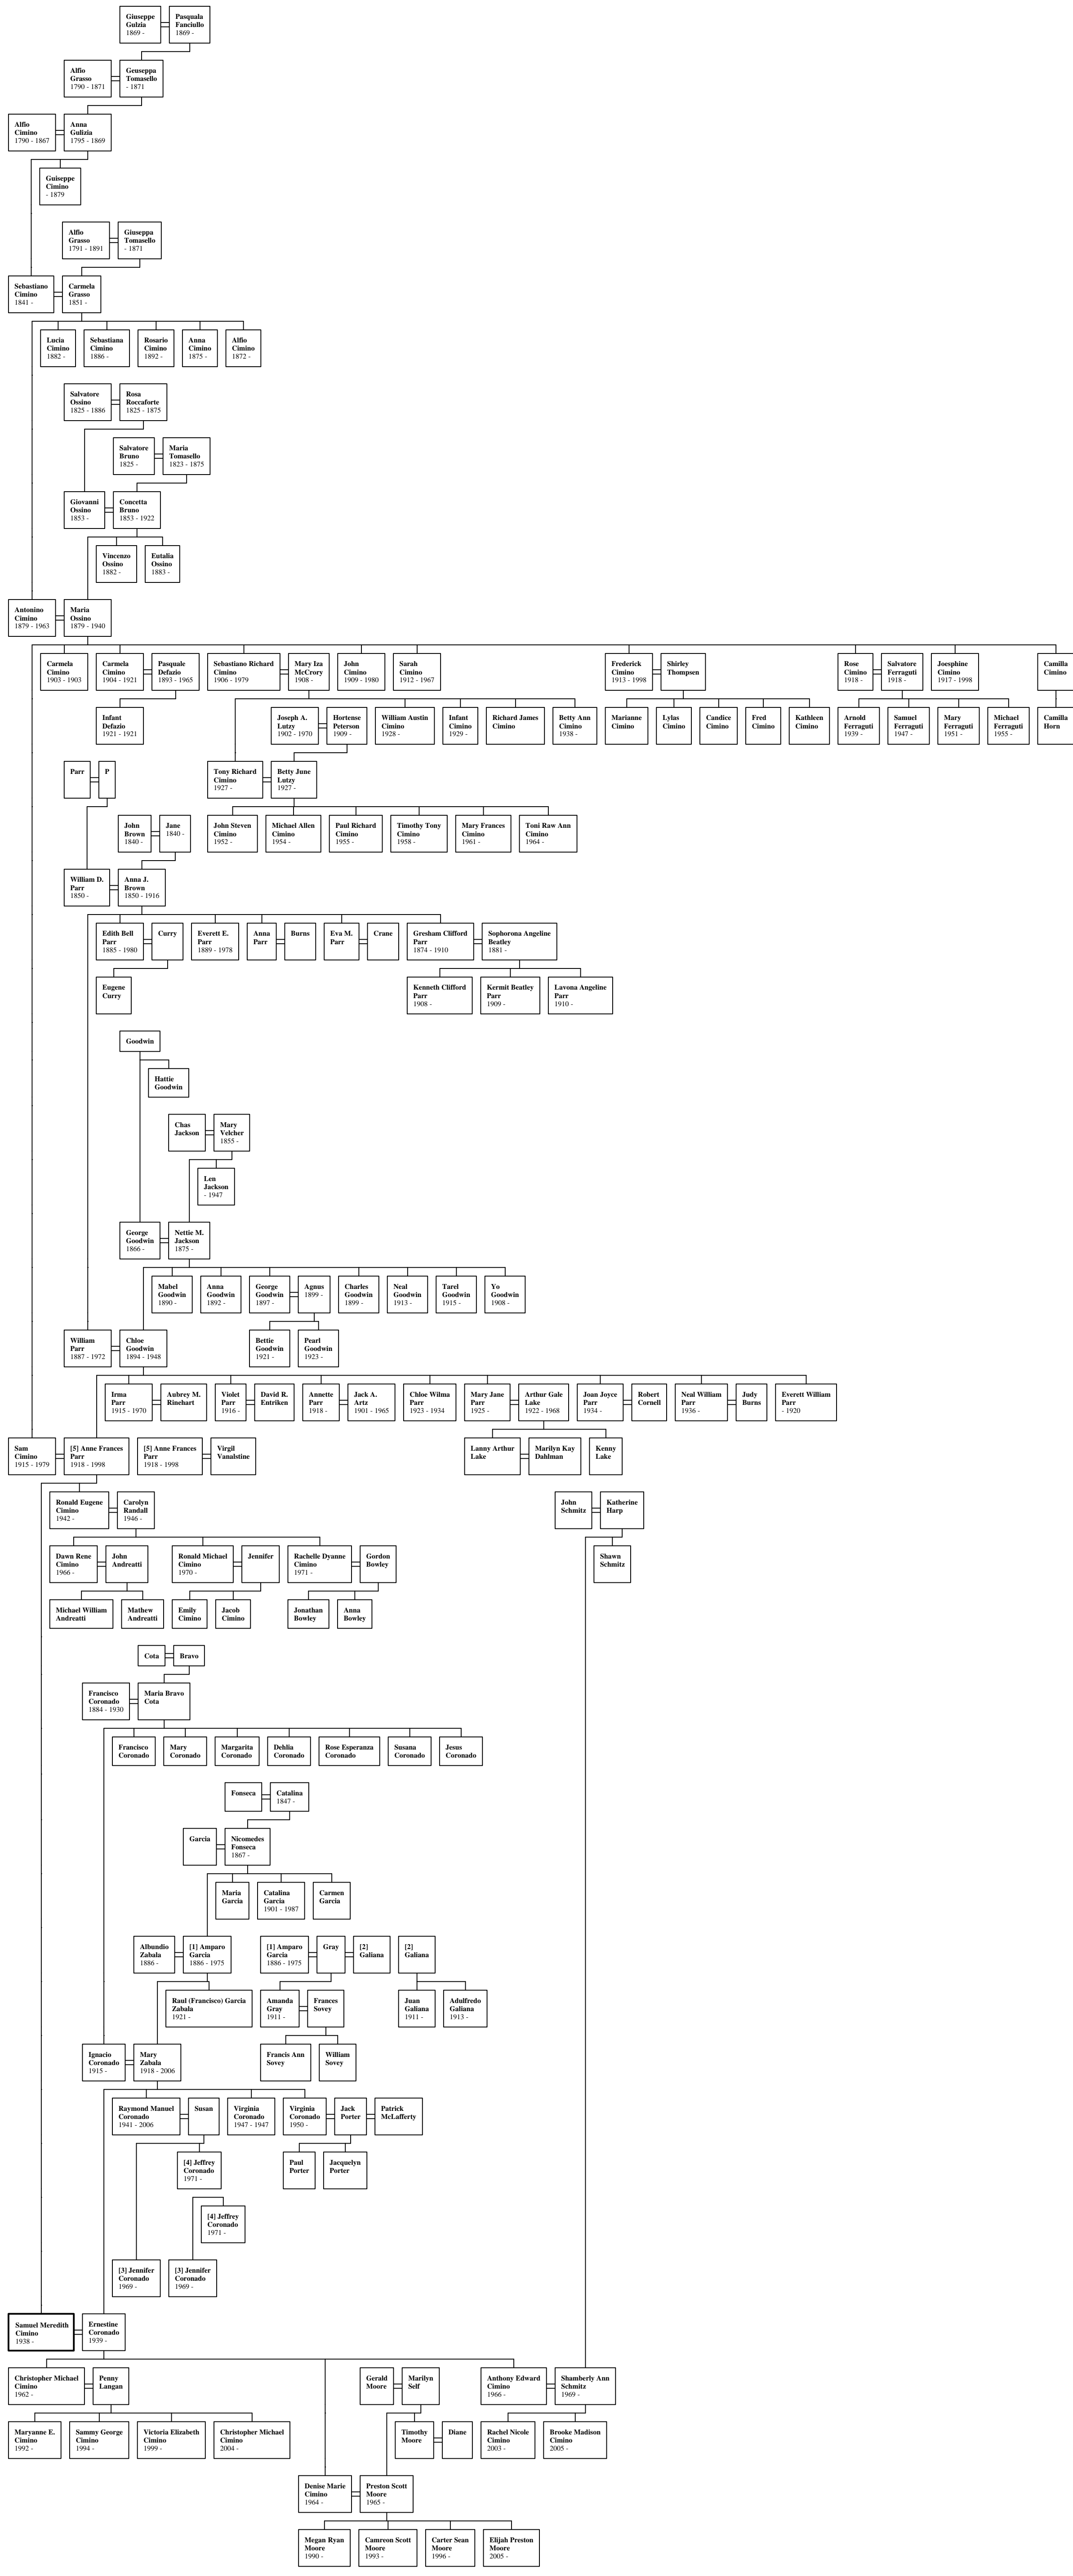 Giuseppe
Gulzia
1869 -
Pasquala
Fanciullo
1869 -
Alfio
Grasso
1790 - 1871
Geuseppa
Tomasello
- 1871
Alfio
Cimino
1790 - 1867
Anna
Gulizia
1795 - 1869
Guiseppe
Cimino
- 1879
Alfio
Grasso
1791 - 1891
Giuseppa
Tomasello
- 1871
Sebastiano
Cimino
1841 -
Carmela
Grasso
1851 -
Lucia
Cimino
1882 -
Sebastiana
Cimino
1886 -
Rosario
Cimino
1892 -
Anna
Cimino
1875 -
Alfio
Cimino
1872 -
Salvatore
Ossino
1825 - 1886
Rosa
Roccaforte
1825 - 1875
Salvatore
Bruno
1825 -
Maria
Tomasello
1823 - 1875
Giovanni
Ossino
1853 -
Concetta
Bruno
1853 - 1922
Vincenzo
Ossino
1882 -
Eutalia
Ossino
1883 -
Antonino
Cimino
1879 - 1963
Maria
Ossino
1879 - 1940
Carmela
Cimino
1903 - 1903
Carmela
Cimino
1904 - 1921
Pasquale
Defazio
1893 - 1965
Sebastiano Richard
Cimino
1906 - 1979
Mary Iza
McCrory
1908 -
John
Cimino
1909 - 1980
Sarah
Cimino
1912 - 1967
Frederick
Cimino
1913 - 1998
Shirley
Thompsen
Rose
Cimino
1918 -
Salvatore
Ferraguti
1918 -
Joesphine
Cimino
1917 - 1998
Camilla
Cimino
Infant
Defazio
1921 - 1921
Joseph A.
Lutzy
1902 - 1970
Hortense
Peterson
1909 -
William Austin
Cimino
1928 -
Infant
Cimino
1929 -
Richard James
Cimino
Betty Ann
Cimino
1938 -
Marianne
Cimino
Lylas
Cimino
Candice
Cimino
Fred
Cimino
Kathleen
Cimino
Arnold
Ferraguti
1939 -
Samuel
Ferraguti
1947 -
Mary
Ferraguti
1951 -
Michael
Ferraguti
1955 -
Camilla
Horn
Parr
P
Tony Richard
Cimino
1927 -
Betty June
Lutzy
1927 -
John
Brown
1840 -
Jane
1840 -
John Steven
Cimino
1952 -
Michael Allen
Cimino
1954 -
Paul Richard
Cimino
1955 -
Timothy Tony
Cimino
1958 -
Mary Frances
Cimino
1961 -
Toni Raw Ann
Cimino
1964 -
William D.
Parr
1850 -
Anna J.
Brown
1850 - 1916
Edith Bell
Parr
1885 - 1980
Curry
Everett E.
Parr
1889 - 1978
Anna
Parr
Burns
Eva M.
Parr
Crane
Gresham Clifford
Parr
1874 - 1910
Sophorona Angeline
Beatley
1881 -
Eugene
Curry
Kenneth Clifford
Parr
1908 -
Kermit Beatley
Parr
1909 -
Lavona Angeline
Parr
1910 -
Goodwin
Hattie
Goodwin
Chas
Jackson
Mary
Velcher
1855 -
Len
Jackson
- 1947
George
Goodwin
1866 -
Nettie M.
Jackson
1875 -
Mabel
Goodwin
1890 -
Anna
Goodwin
1892 -
George
Goodwin
1897 -
Agnus
1899 -
Charles
Goodwin
1899 -
Neal
Goodwin
1913 -
Tarel
Goodwin
1915 -
Yo
Goodwin
1908 -
William
Parr
1887 - 1972
Chloe
Goodwin
1894 - 1948
Bettie
Goodwin
1921 -
Pearl
Goodwin
1923 -
Irma
Parr
1915 - 1970
Aubrey M.
Rinehart
Violet
Parr
1916 -
David R.
Entriken
Annette
Parr
1918 -
Jack A.
Artz
1901 - 1965
Chloe Wilma
Parr
1923 - 1934
Mary Jane
Parr
1925 -
Arthur Gale
Lake
1922 - 1968
Joan Joyce
Parr
1934 -
Robert
Cornell
Neal William
Parr
1936 -
Judy
Burns
Everett William
Parr
- 1920
Sam
Cimino
1915 - 1979
[5] Anne Frances
Parr
1918 - 1998
[5] Anne Frances
Parr
1918 - 1998
Virgil
Vanalstine
Lanny Arthur
Lake
Marilyn Kay
Dahlman
Kenny
Lake
Ronald Eugene
Cimino
1942 -
Carolyn
Randall
1946 -
John
Schmitz
Katherine
Harp
Dawn Rene
Cimino
1966 -
John
Andreatti
Ronald Michael
Cimino
1970 -
Jennifer
Rachelle Dyanne
Cimino
1971 -
Gordon
Bowley
Shawn
Schmitz
Michael William
Andreatti
Mathew
Andreatti
Emily
Cimino
Jacob
Cimino
Jonathan
Bowley
Anna
Bowley
Cota
Bravo
Francisco
Coronado
1884 - 1930
Maria Bravo
Cota
Francisco
Coronado
Mary
Coronado
Margarita
Coronado
Dehlia
Coronado
Rose Esperanza
Coronado
Susana
Coronado
Jesus
Coronado
Fonseca
Catalina
1847 -
Garcia
Nicomedes
Fonseca
1867 -
Maria
Garcia
Catalina
Garcia
1901 - 1987
Carmen
Garcia
Albundio
Zabala
1886 -
[1] Amparo
Garcia
1886 - 1975
[1] Amparo
Garcia
1886 - 1975
Gray
[2]
Galiana
[2]
Galiana
Raul (Francisco) Garcia
Zabala
1921 -
Amanda
Gray
1911 -
Frances
Sovey
Juan
Galiana
1911 -
Adulfredo
Galiana
1913 -
Ignacio
Coronado
1915 -
Mary
Zabala
1918 - 2006
Francis Ann
Sovey
William
Sovey
Raymond Manuel
Coronado
1941 - 2006
Susan
Virginia
Coronado
1947 - 1947
Virginia
Coronado
1950 -
Jack
Porter
Patrick
McLafferty
[4] Jeffrey
Coronado
1971 -
Paul
Porter
Jacquelyn
Porter
[4] Jeffrey
Coronado
1971 -
[3] Jennifer
Coronado
1969 -
[3] Jennifer
Coronado
1969 -
Samuel Meredith
Cimino
1938 -
Ernestine
Coronado
1939 -
Christopher Michael
Cimino
1962 -
Penny
Langan
Gerald
Moore
Marilyn
Self
Anthony Edward
Cimino
1966 -
Shamberly Ann
Schmitz
1969 -
Maryanne E.
Cimino
1992 -
Sammy George
Cimino
1994 -
Victoria Elizabeth
Cimino
1999 -
Christopher Michael
Cimino
2004 -
Timothy
Moore
Diane
Rachel Nicole
Cimino
2003 -
Brooke Madison
Cimino
2005 -
Denise Marie
Cimino
1964 -
Preston Scott
Moore
1965 -
Megan Ryan
Moore
1990 -
Camreon Scott
Moore
1993 -
Carter Sean
Moore
1996 -
Elijah Preston
Moore
2005 -